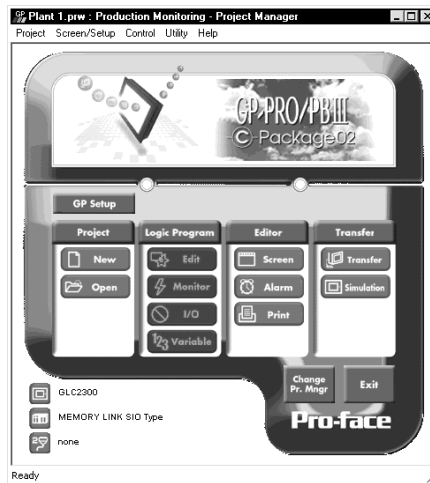 GP Plant 1.prw : Production Monitoring - Project Manager
Project Screen/Setup Control Utility Help
GP-PRO/PBIII
C-Package02
GP Setup
Project Logic Program Editor Transfer
New Edit Screen Transfer
Open Monitor Alarm Simulation
I/O Print
123 Variable
Change Pr. Mngr Exit
GLC2300
Pro-face
MEMORY LINK SIO Type
none
Ready